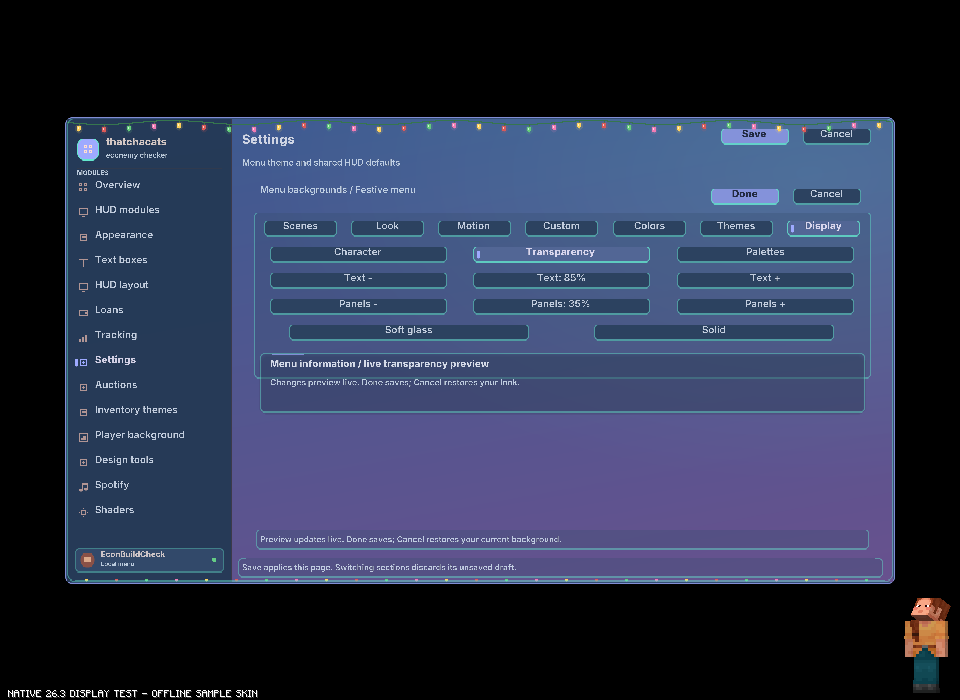 thatchacats
economy checker
MODULES
Overview
HUD modules
Appearance
Text boxes
HUD layout
Loans
Tracking
Settings
Auctions
Inventory themes
Player background
Design tools
Spotify
Shaders
EconBuildCheck
Local menu
Settings
Save
Cancel
Menu theme and shared HUD defaults
Menu backgrounds / Festive menu
Done
Cancel
Scenes
Look
Motion
Custom
Colors
Themes
Display
Character
Transparency
Palettes
Text -
Text: 85%
Text +
Panels -
Panels: 35%
Panels +
Soft glass
Solid
Menu information / live transparency preview
Changes preview live. Done saves; Cancel restores your look.
Preview updates live. Done saves; Cancel restores your current background.
Save applies this page. Switching sections discards its unsaved draft.
NATIVE 26.3 DISPLAY TEST - OFFLINE SAMPLE SKIN